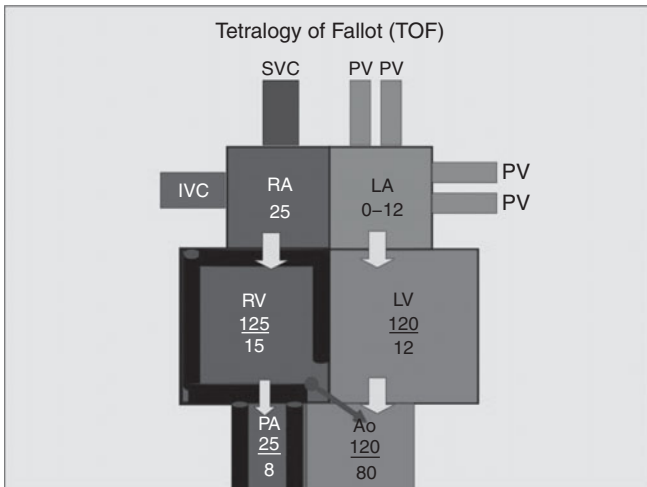 Tetralogy of Fallot (TOF)
SVC
PV PV
IVC
RA
25
LA
0–12
PV
PV
RV
125
15
LV
120
12
PA
25
8
Ao
120
80